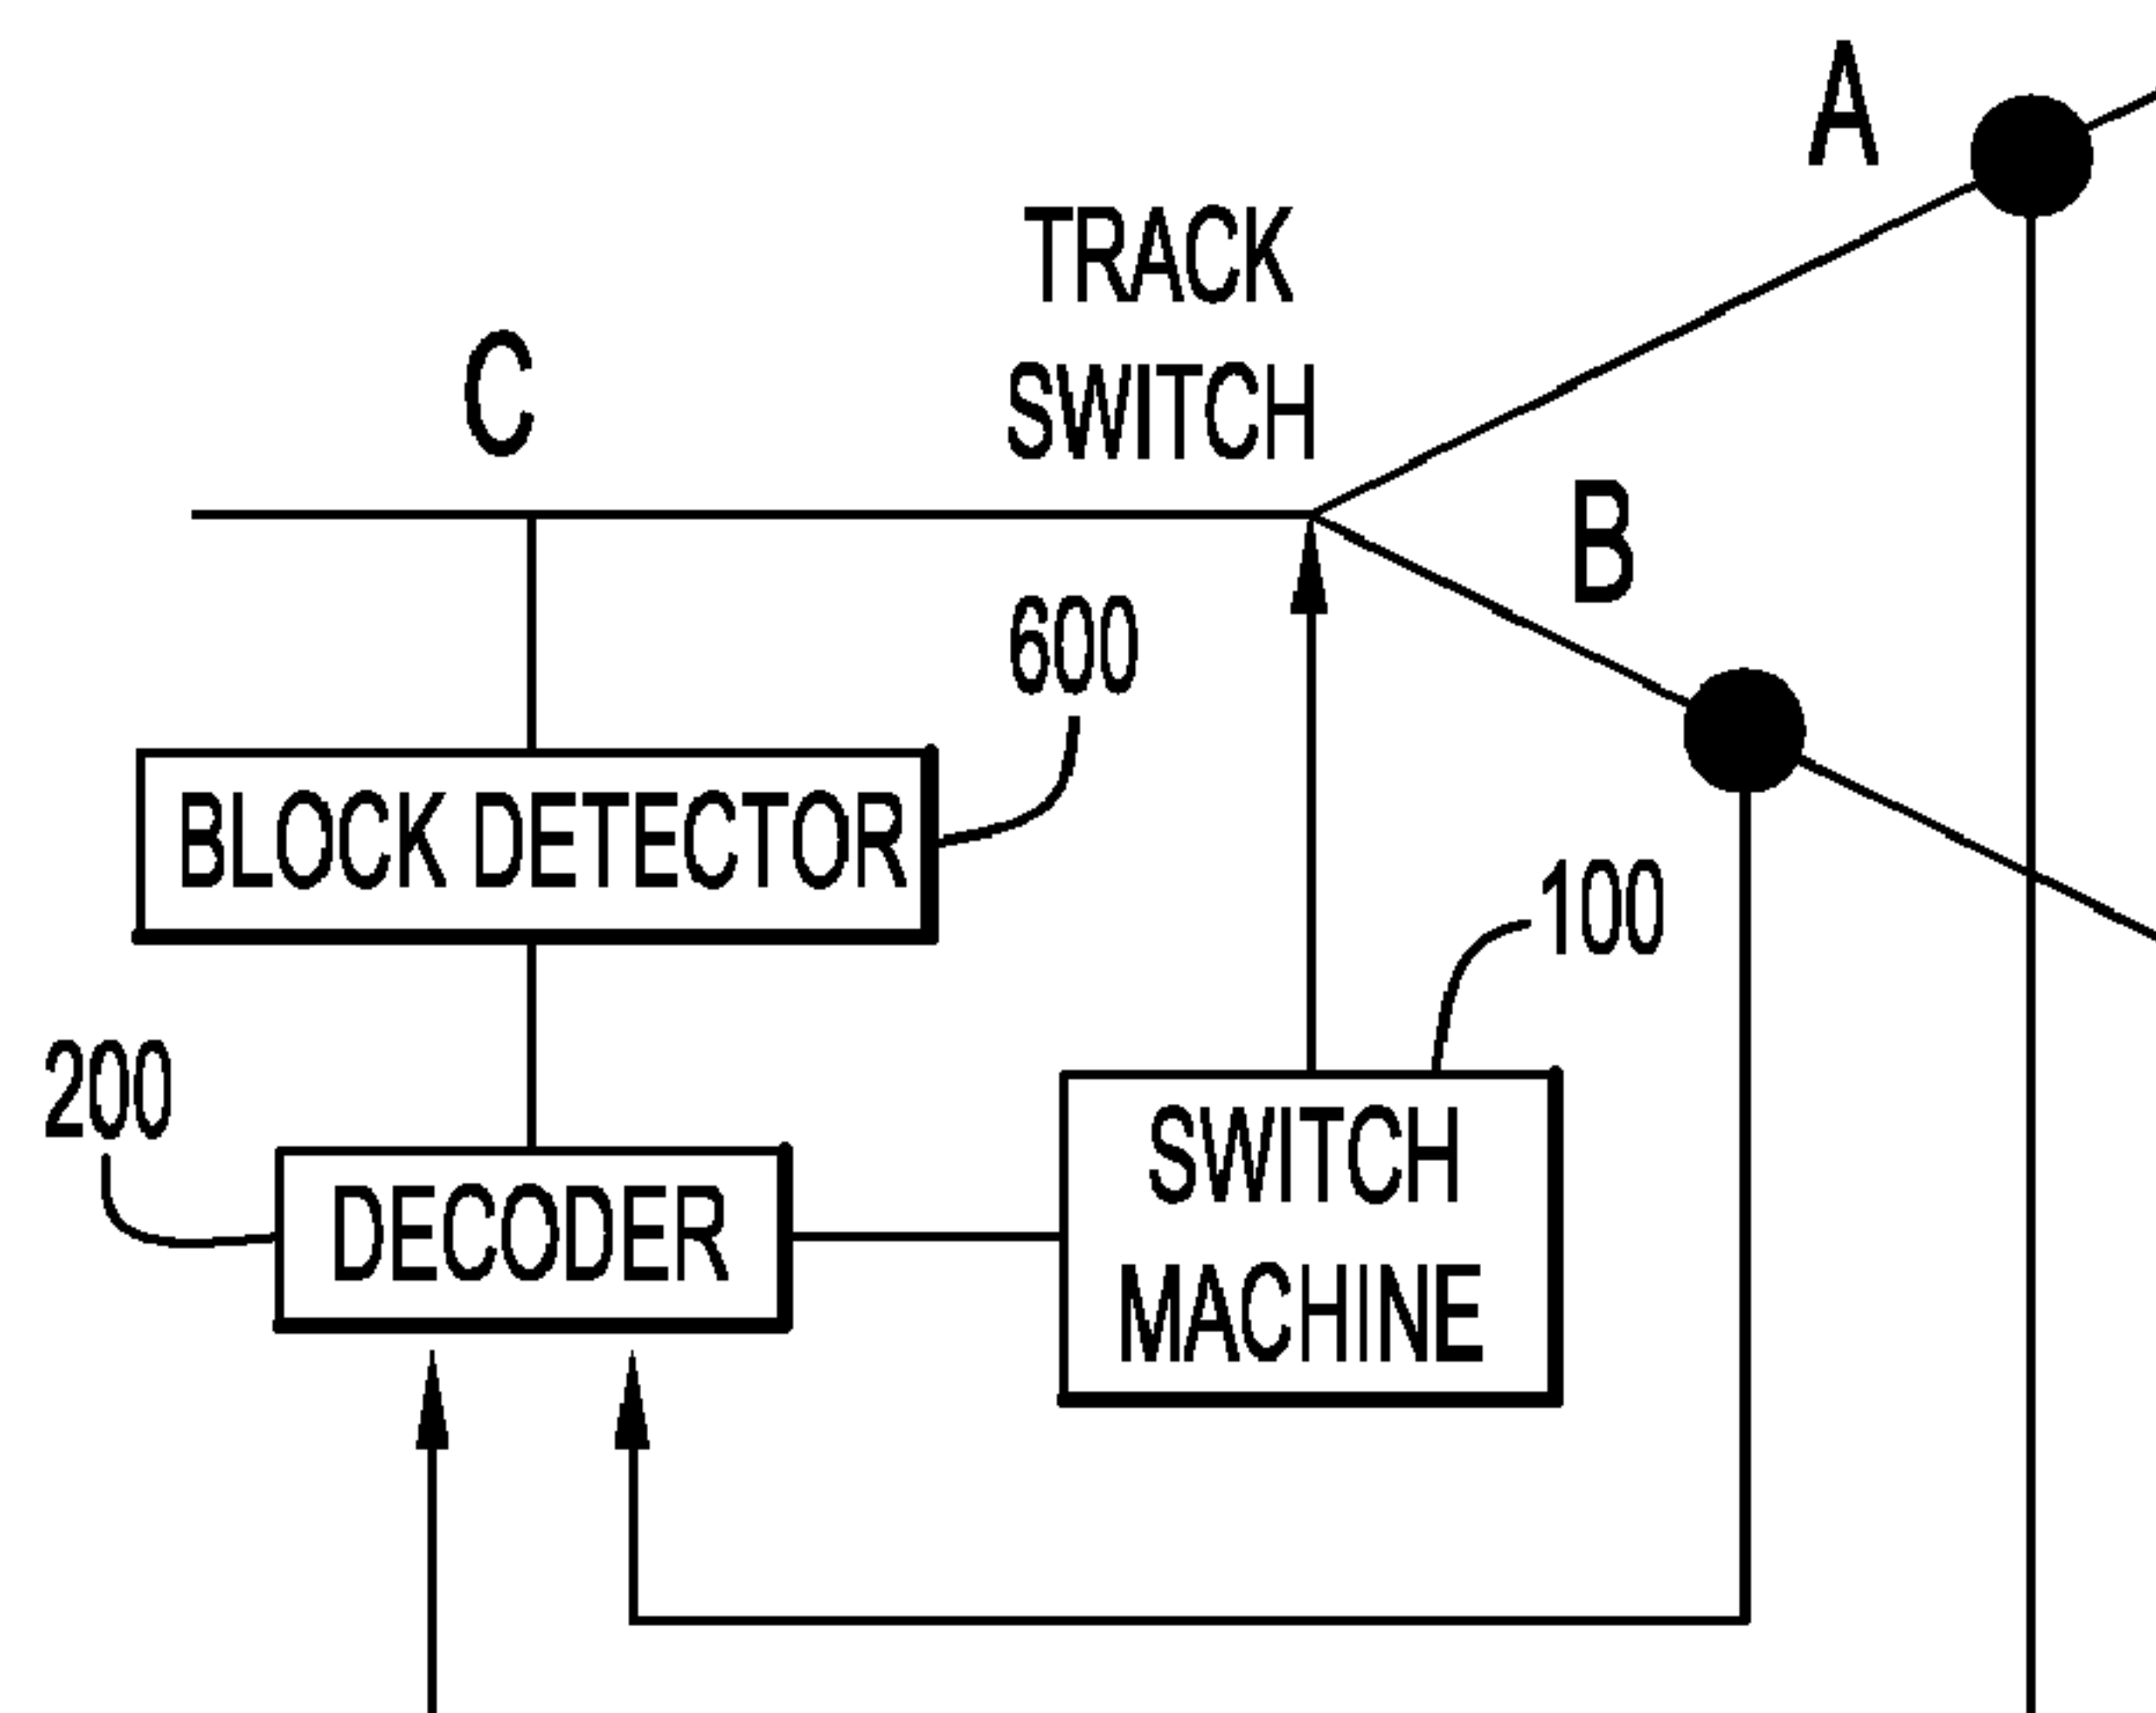 A
TRACK
SWITCH
C
B
600
BLOCK DETECTOR
100
200
DECODER
SWITCH
MACHINE